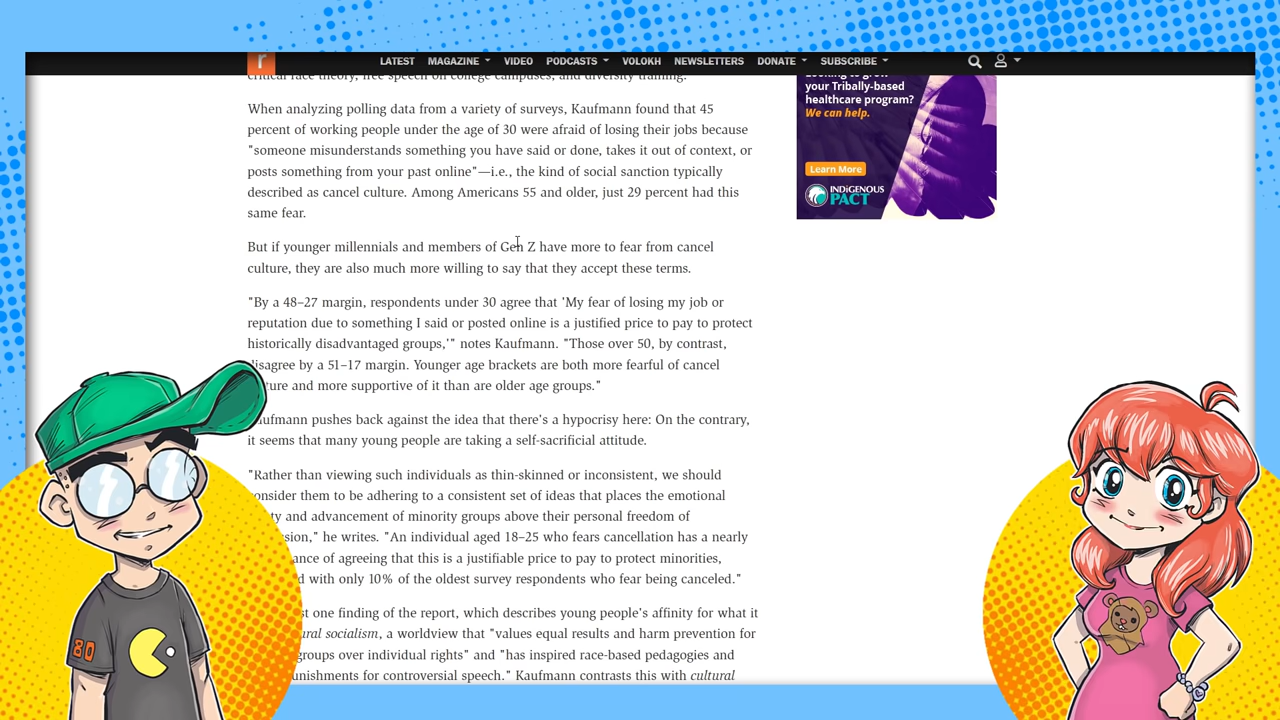 r
LATEST MAGAZINE VIDEO PODCASTS VOLOKH NEWSLETTERS DONATE SUBSCRIBE
critical race theory, free speech on college campuses, and diversity training.
When analyzing polling data from a variety of surveys, Kaufmann found that 45
percent of working people under the age of 30 were afraid of losing their jobs because
"someone misunderstands something you have said or done, takes it out of context, or
posts something from your past online"—i.e., the kind of social sanction typically
described as cancel culture. Among Americans 55 and older, just 29 percent had this
same fear.
But if younger millennials and members of Gen Z have more to fear from cancel
culture, they are also much more willing to say that they accept these terms.
"By a 48–27 margin, respondents under 30 agree that 'My fear of losing my job or
reputation due to something I said or posted online is a justified price to pay to protect
historically disadvantaged groups,'" notes Kaufmann. "Those over 50, by contrast,
disagree by a 51–17 margin. Younger age brackets are both more fearful of cancel
and more supportive of it than are older age groups."
Kaufmann pushes back against the idea that there's a hypocrisy here: On the contrary,
it seems that many young people are taking a self-sacrificial attitude.
"Rather than viewing such individuals as thin-skinned or inconsistent, we should
consider them to be adhering to a consistent set of ideas that places the emotional
and advancement of minority groups above their personal freedom of
he writes. "An individual aged 18–25 who fears cancellation has a nearly
of agreeing that this is a justifiable price to pay to protect minorities,
with only 10% of the oldest survey respondents who fear being canceled."
one finding of the report, which describes young people's affinity for what it
socialism, a worldview that "values equal results and harm prevention for
groups over individual rights" and "has inspired race-based pedagogies and
for controversial speech." Kaufmann contrasts this with cultural
Looking to grow
your Tribally-based
healthcare program?
We can help.
Learn More
INDIGENOUS
PACT
80